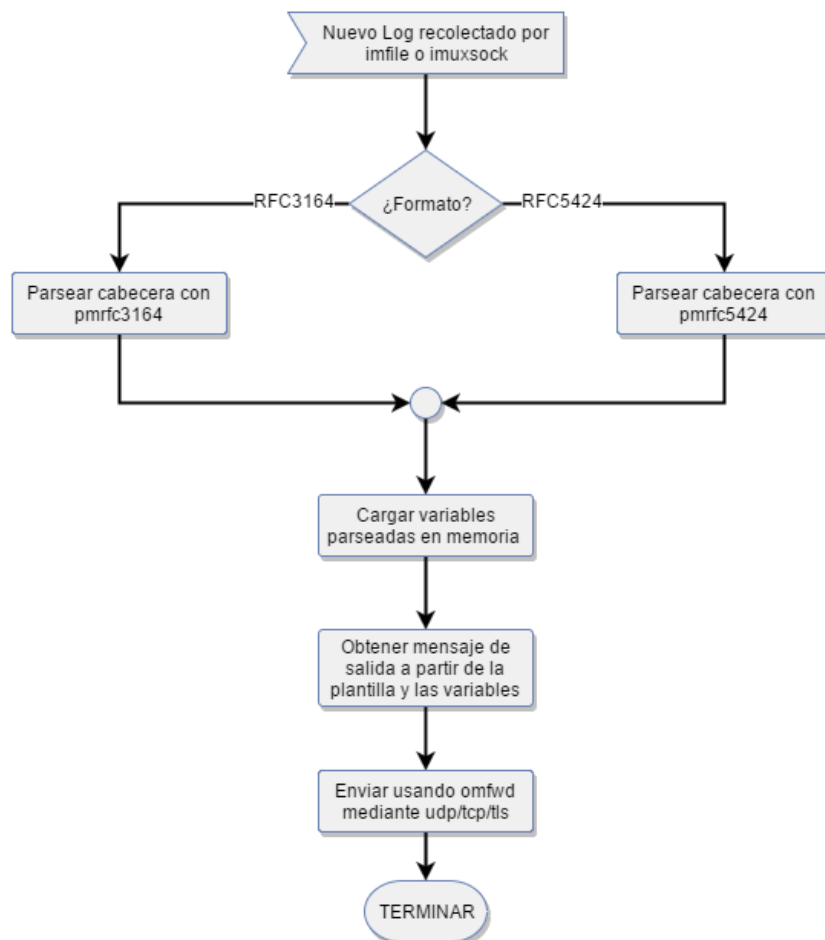 Nuevo Log recolectado por
imfile o imuxsock
¿Formato?
RFC3164
RFC5424
Parsear cabecera con
pmrfc3164
Parsear cabecera con
pmrfc5424
Cargar variables
parseadas en memoria
Obtener mensaje de
salida a partir de la
plantilla y las variables
Enviar usando omfwd
mediante udp/tcp/tls
TERMINAR